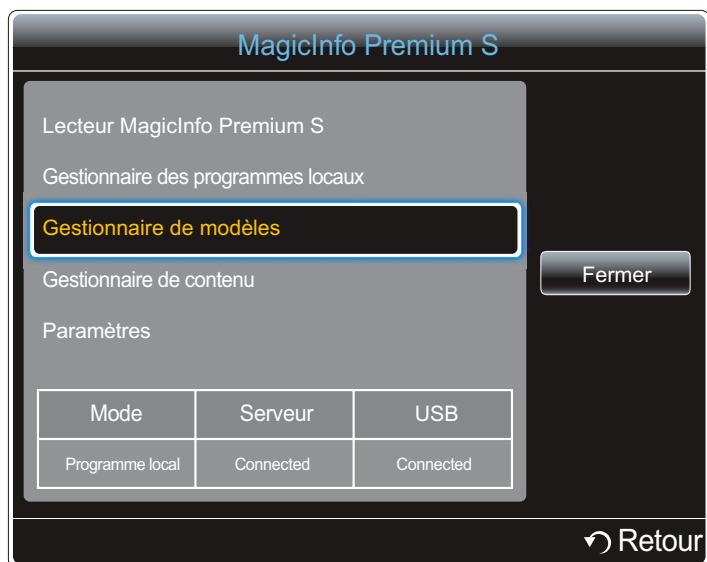 MagicInfo Premium S
Lecteur MagicInfo Premium S
Gestionnaire des programmes locaux
Gestionnaire de modèles
Gestionnaire de contenu
Paramètres
Fermer
Mode Serveur USB
Programme local Connected Connected
Retour